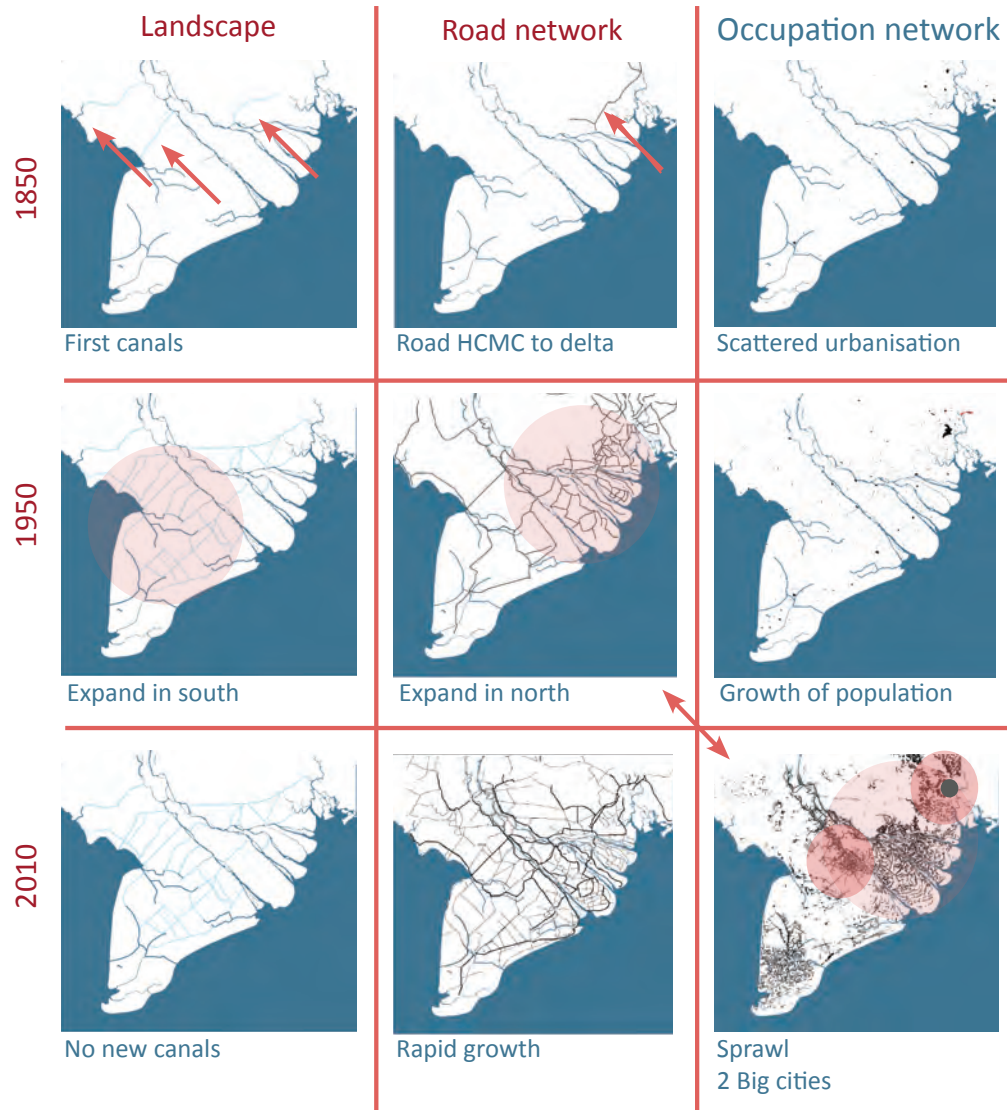 Landscape
Road network
Occupation network
1850
First canals
Road HCMC to delta
Scattered urbanisation
1950
Expand in south
Expand in north
Growth of population
2010
No new canals
Rapid growth
Sprawl
2 Big cities